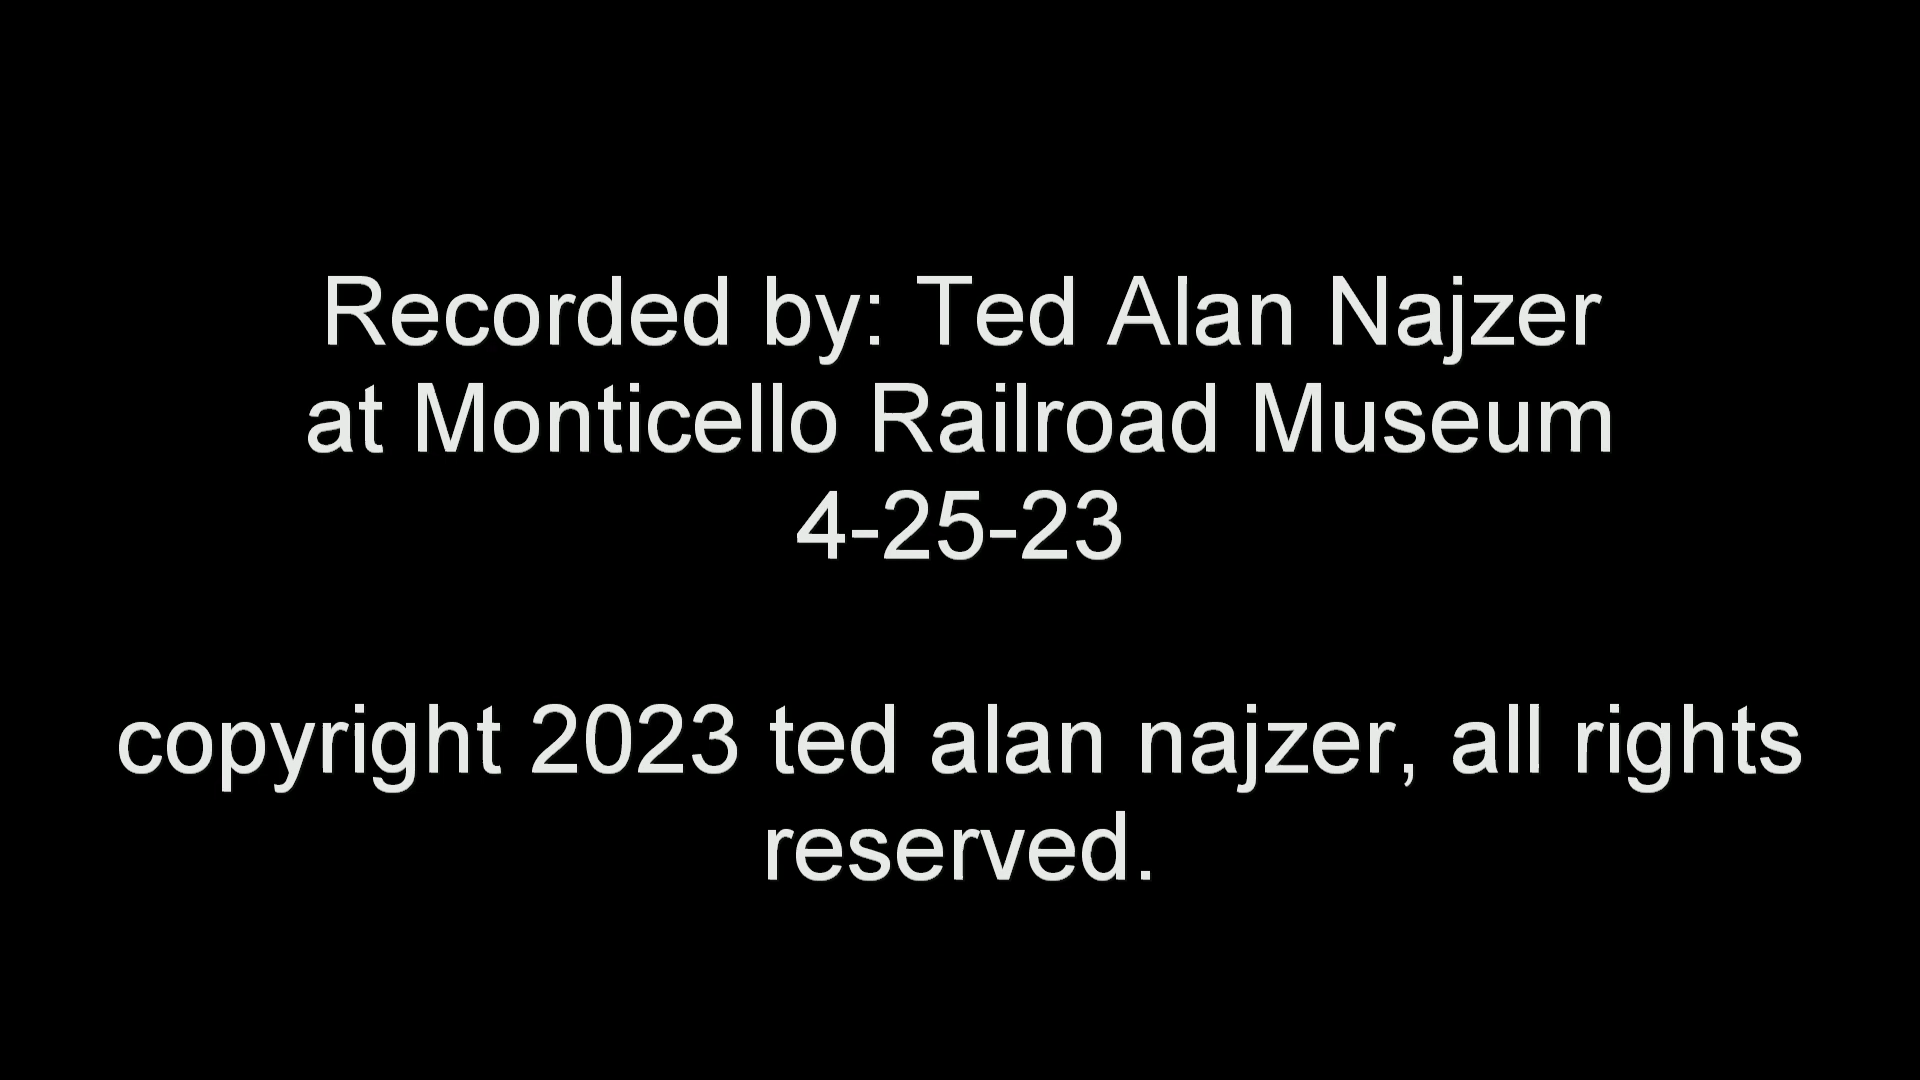 Recorded by: Ted Alan Najzer
at Monticello Railroad Museum
4-25-23
copyright 2023 ted alan najzer, all rights
reserved.